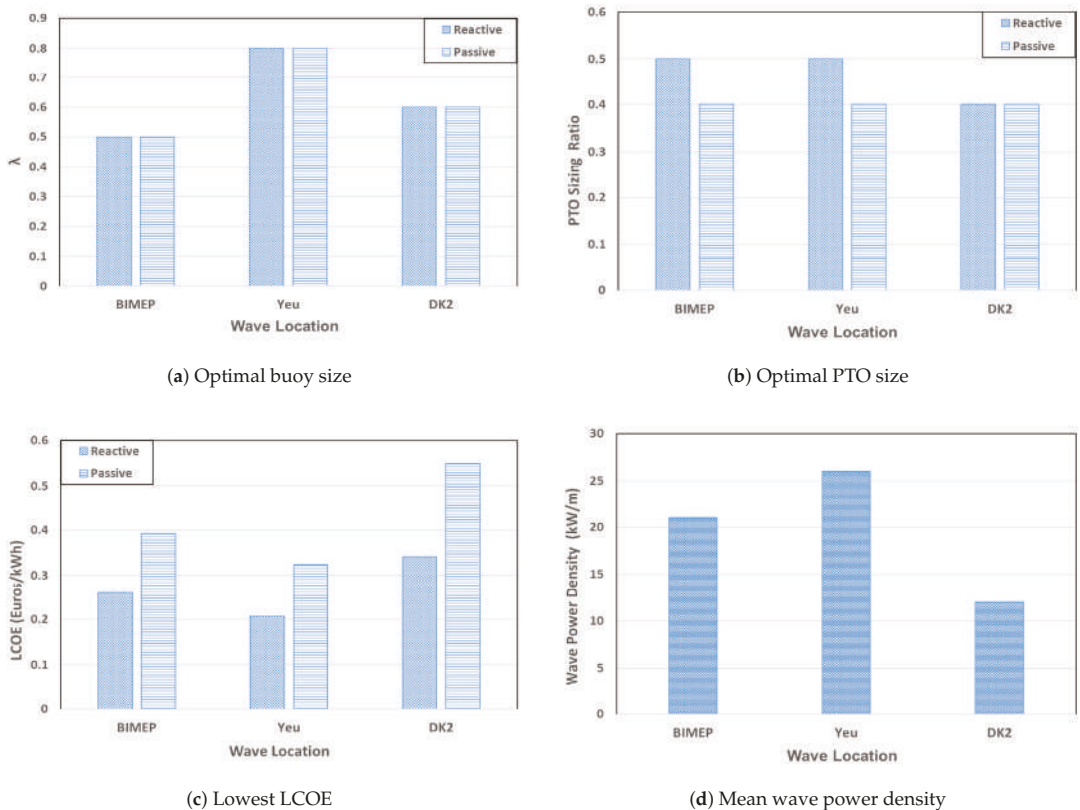 0.9
0.8
0.7
0.6
0.5
0.4
0.3
0.2
0.1
0
λ
Reactive
Passive
BIMEP Yeu DK2
Wave Location
(a) Optimal buoy size
0.6
0.5
0.4
0.3
0.2
0.1
0
PTO Sizing Ratio
Reactive
Passive
BIMEP Yeu DK2
Wave Location
(b) Optimal PTO size
0.6
0.5
0.4
0.3
0.2
0.1
0
LCOE (Euros/kWh)
Reactive
Passive
BIMEP Yeu DK2
Wave Location
(c) Lowest LCOE
30
25
20
15
10
5
0
Wave Power Density (kW/m)
BIMEP Yeu DK2
Wave Location
(d) Mean wave power density